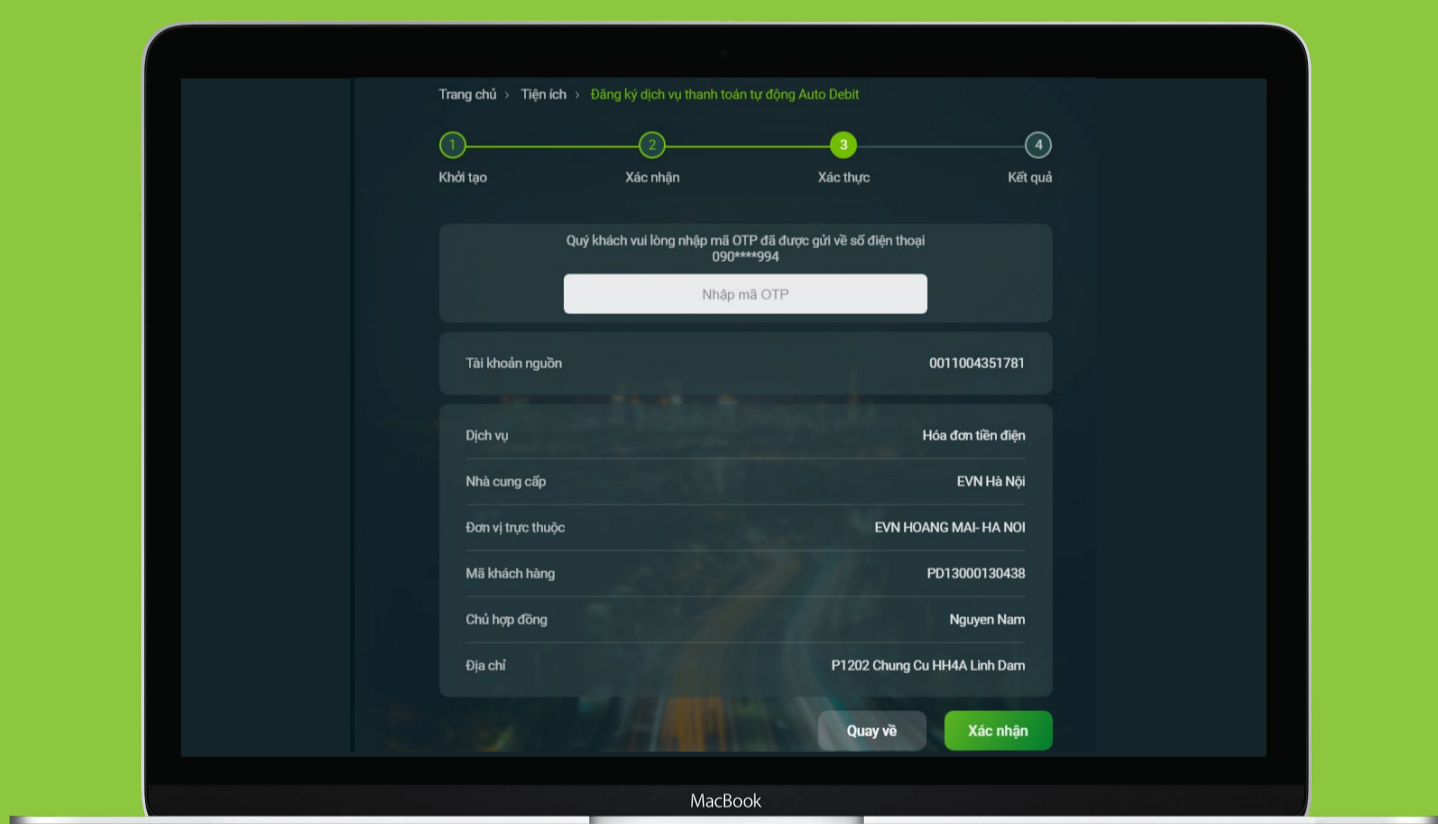 Trang chủ > Tiện ích > Đăng ký dịch vụ thanh toán tự động Auto Debit
1 2 3 4
Khởi tạo Xác nhận Xác thực Kết quả
Quý khách vui lòng nhập mã OTP đã được gửi về số điện thoại
090****994
Nhập mã OTP
Tài khoản nguồn 0011004351781
Dịch vụ Hóa đơn tiền điện
Nhà cung cấp EVN Hà Nội
Đơn vị trực thuộc EVN HOANG MAI- HA NOI
Mã khách hàng PD13000130438
Chủ hợp đồng Nguyen Nam
Địa chỉ P1202 Chung Cu HH4A Linh Dam
Quay về Xác nhận
MacBook